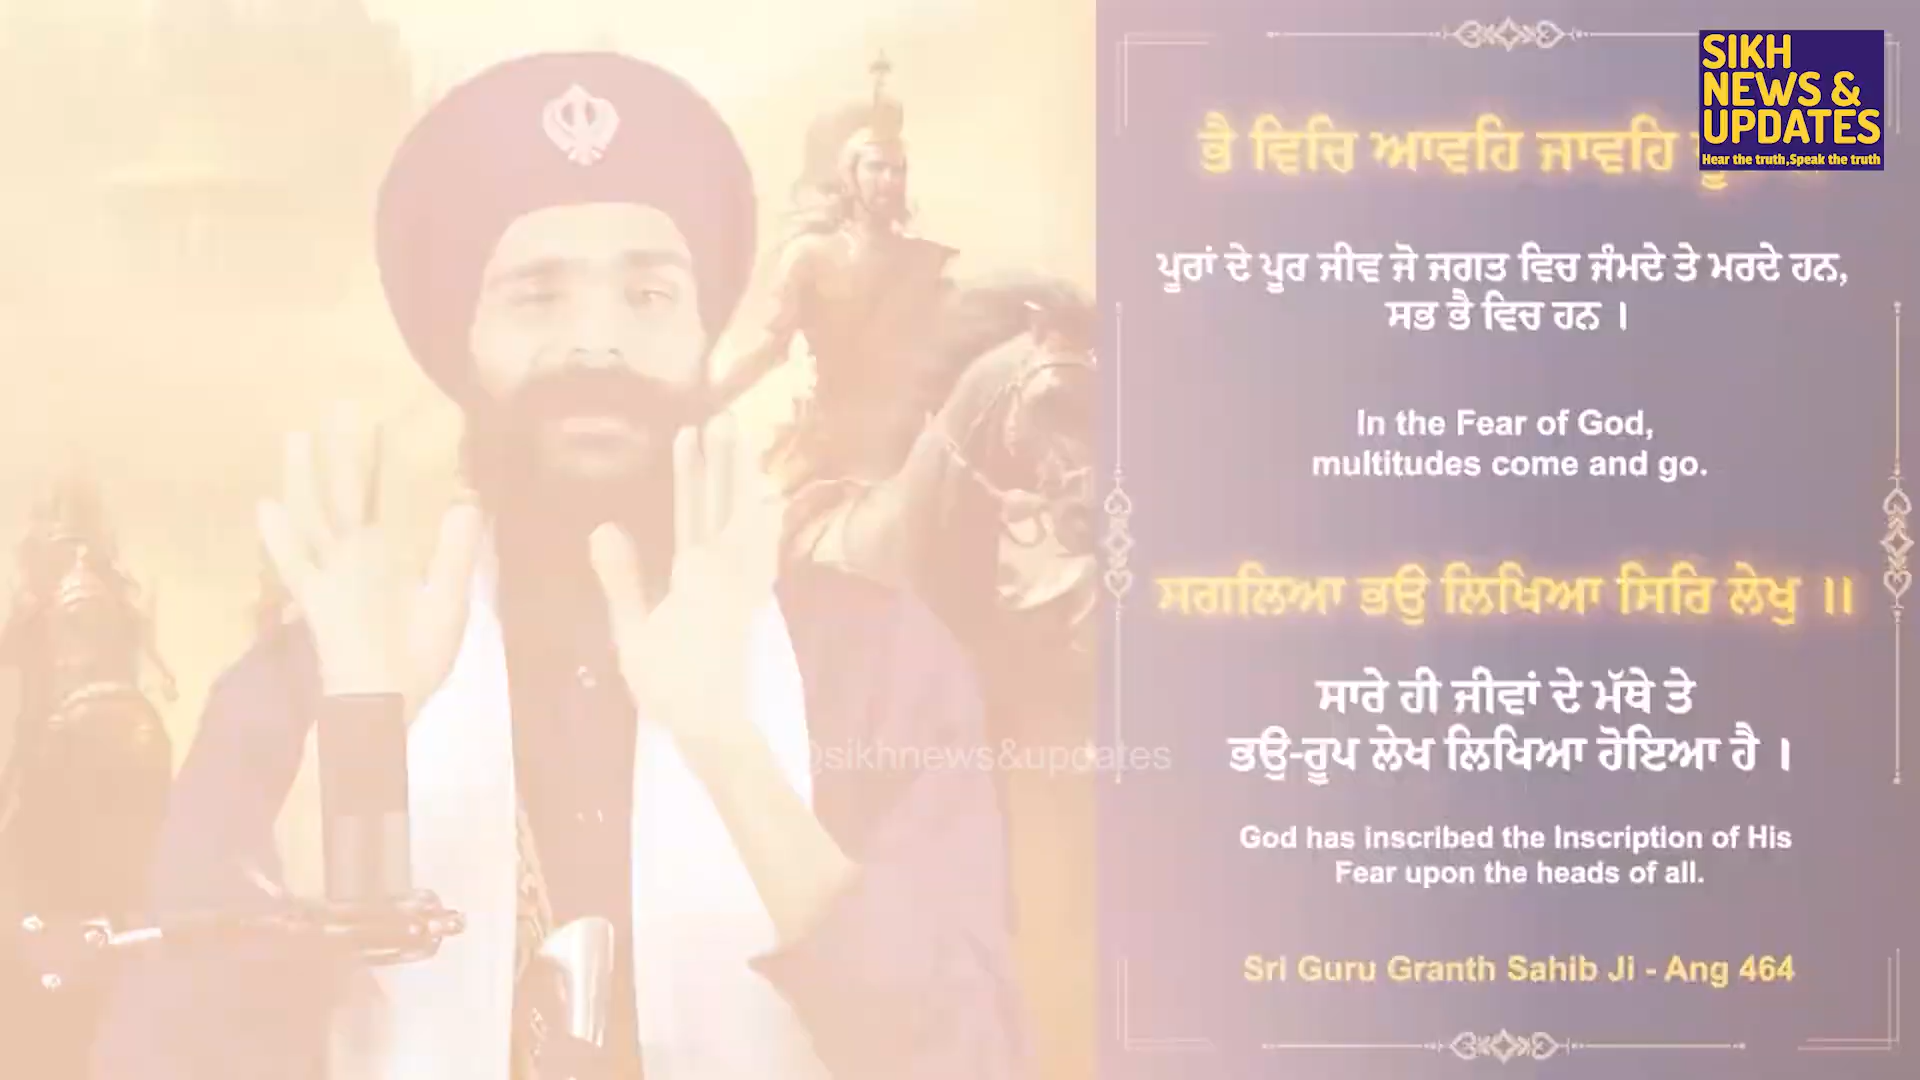 SIKH
NEWS &
UPDATES
Hear the truth,Speak the truth
ਭੈ ਵਿਚਿ ਆਵਹਿ ਜਾਵਹਿ
ਪੂਰਾਂ ਦੇ ਪੂਰ ਜੀਵ ਜੋ ਜਗਤ ਵਿਚ ਜੰਮਦੇ ਤੇ ਮਰਦੇ ਹਨ,
ਸਭ ਭੈ ਵਿਚ ਹਨ ।
In the Fear of God,
multitudes come and go.
ਸਗਲਿਆ ਭਉ ਲਿਖਿਆ ਸਿਰਿ ਲੇਖੁ ॥
ਸਾਰੇ ਹੀ ਜੀਵਾਂ ਦੇ ਮੱਥੇ ਤੇ
ਭਉ-ਰੂਪ ਲੇਖ ਲਿਖਿਆ ਹੋਇਆ ਹੈ ।
@sikhnews&updates
God has inscribed the Inscription of His
Fear upon the heads of all.
Sri Guru Granth Sahib Ji - Ang 464